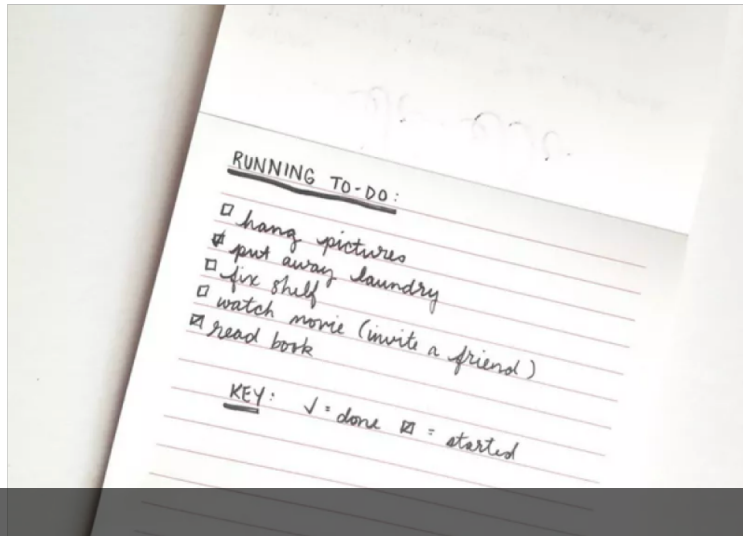 RUNNING TO-DO:
☐ hang pictures
☑ put away laundry
☐ fix shelf
☐ watch movie (invite a friend)
⍁ read book
KEY: ✓ = done ⍁ = started